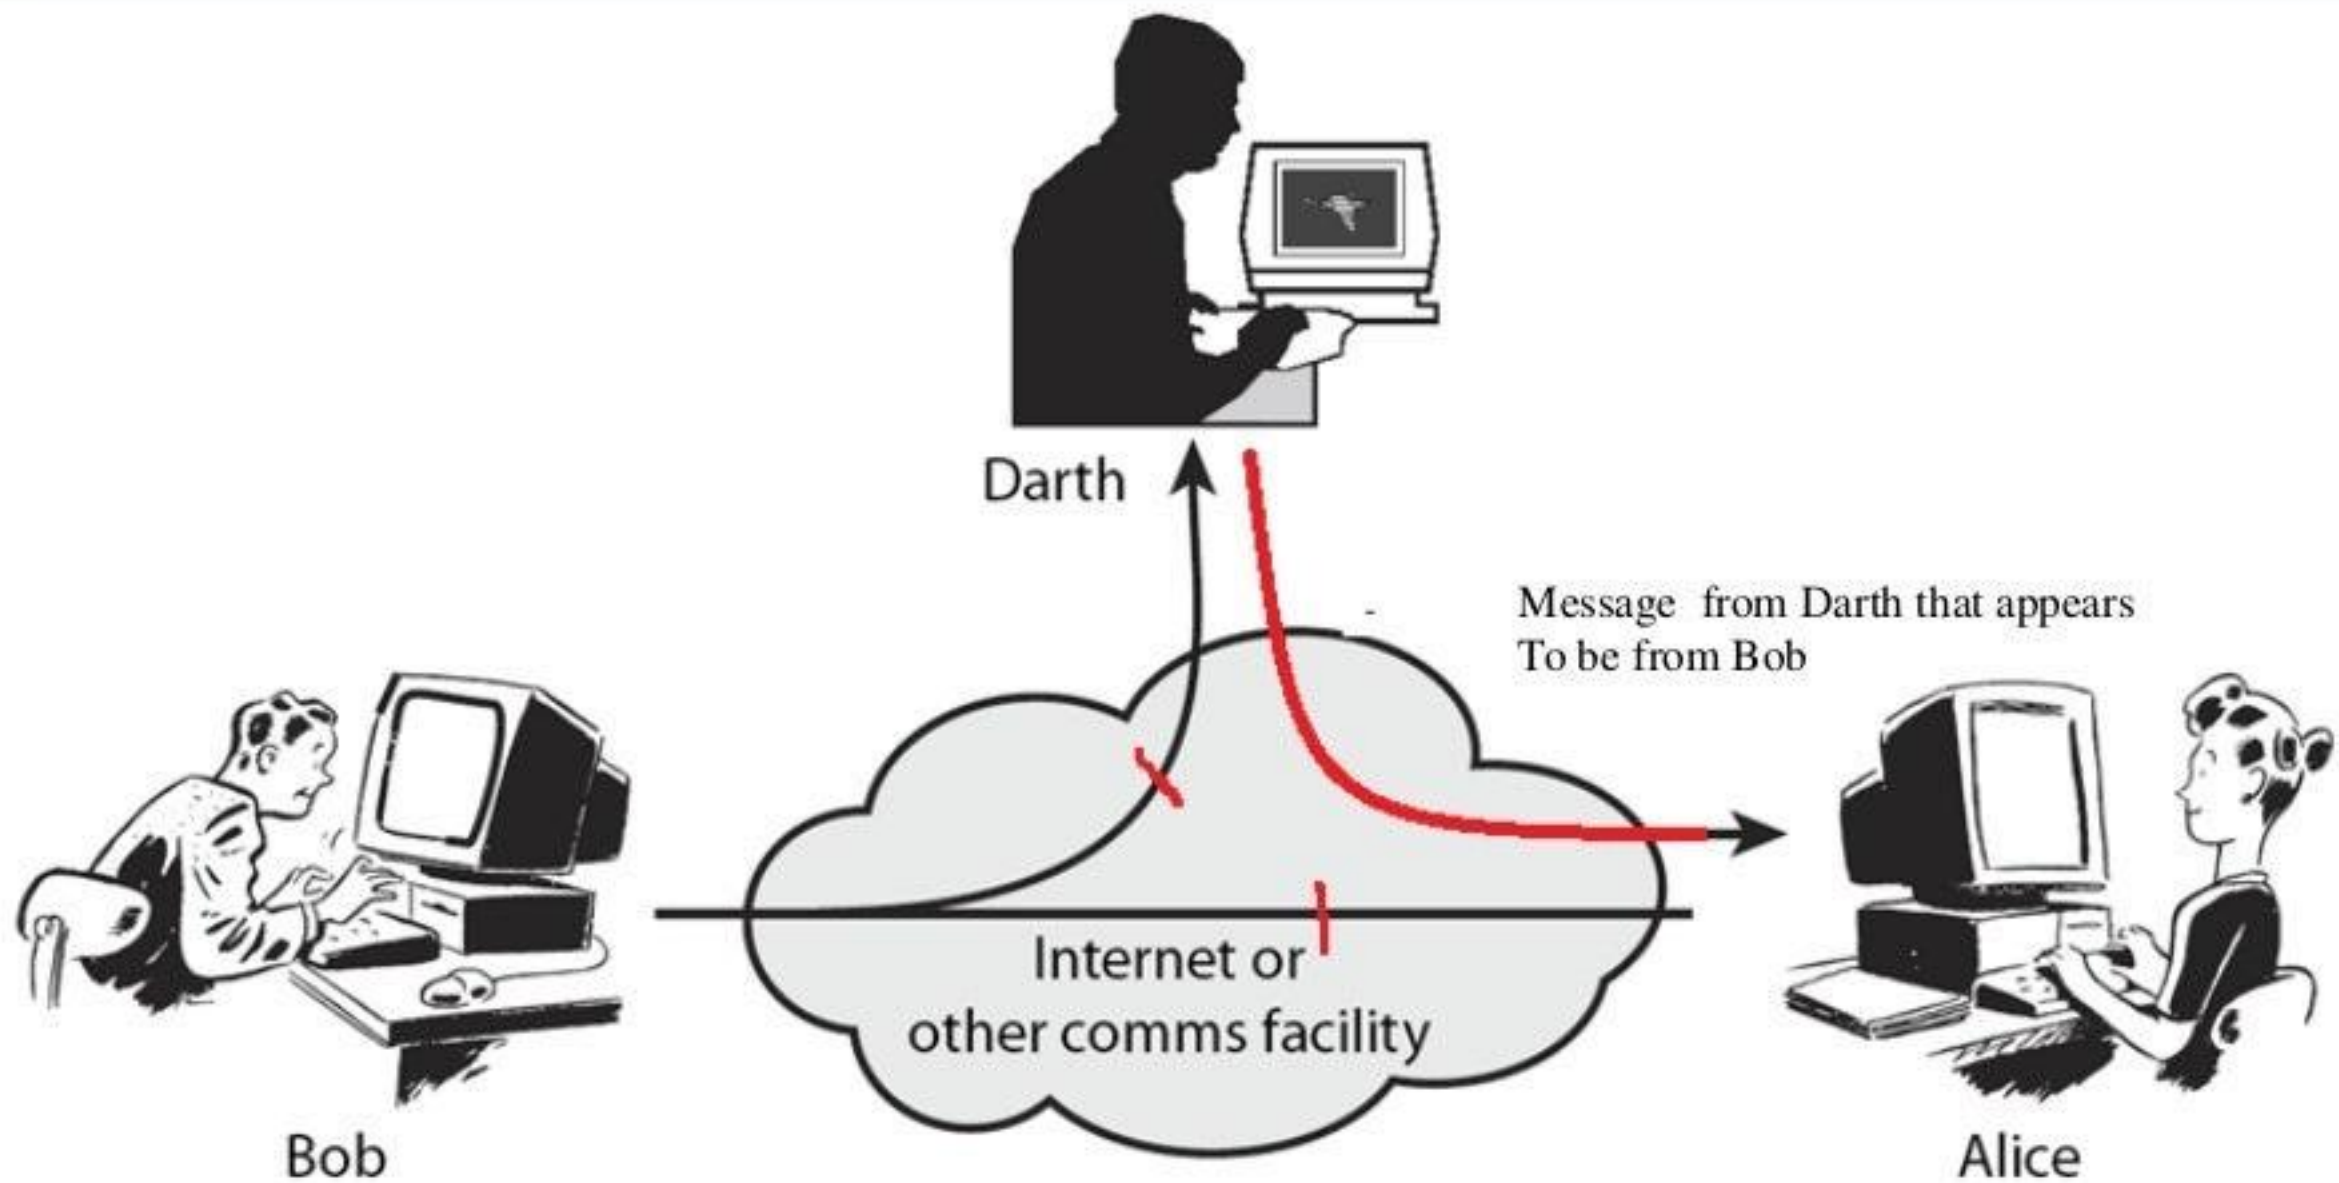 Darth
Message from Darth that appears
To be from Bob
Internet or
other comms facility
Bob
Alice